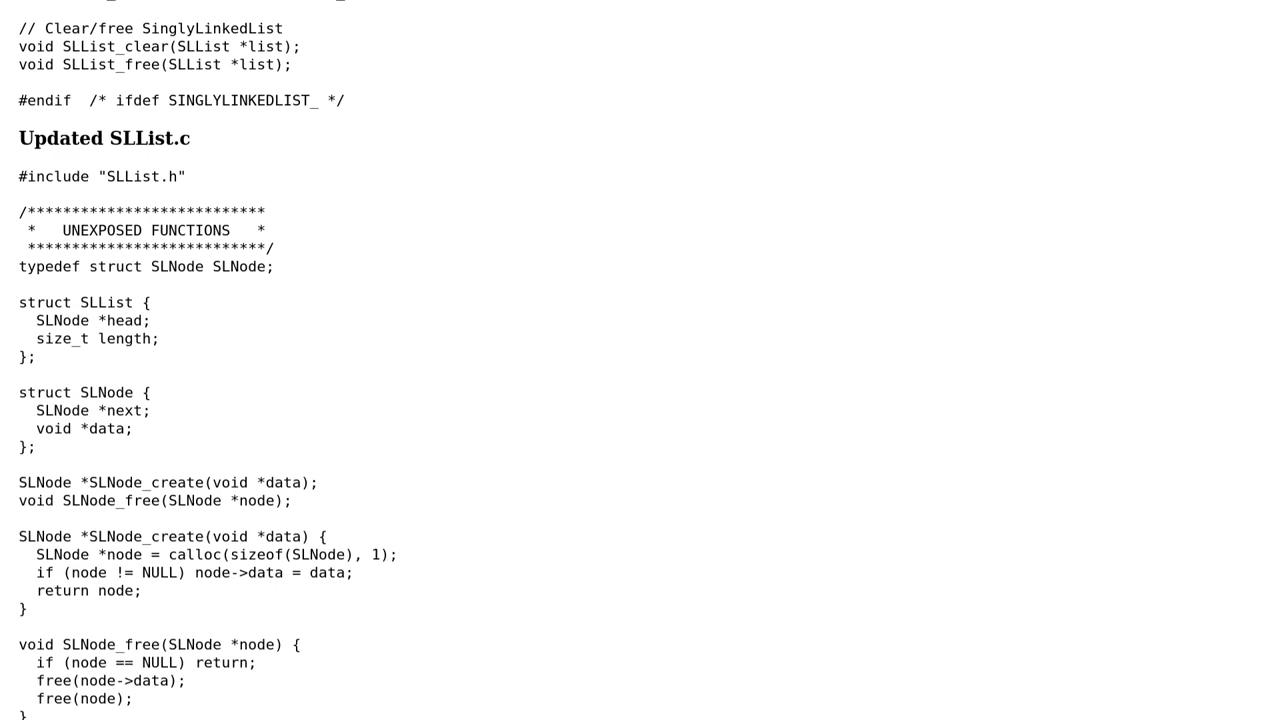 // Clear/free SinglyLinkedList
void SLList_clear(SLList *list);
void SLList_free(SLList *list);

#endif  /* ifdef SINGLYLINKEDLIST_ */

Updated SLList.c

#include "SLList.h"

/***************************
 *   UNEXPOSED FUNCTIONS   *
 ***************************/
typedef struct SLNode SLNode;

struct SLList {
  SLNode *head;
  size_t length;
};

struct SLNode {
  SLNode *next;
  void *data;
};

SLNode *SLNode_create(void *data);
void SLNode_free(SLNode *node);

SLNode *SLNode_create(void *data) {
  SLNode *node = calloc(sizeof(SLNode), 1);
  if (node != NULL) node->data = data;
  return node;
}

void SLNode_free(SLNode *node) {
  if (node == NULL) return;
  free(node->data);
  free(node);
}